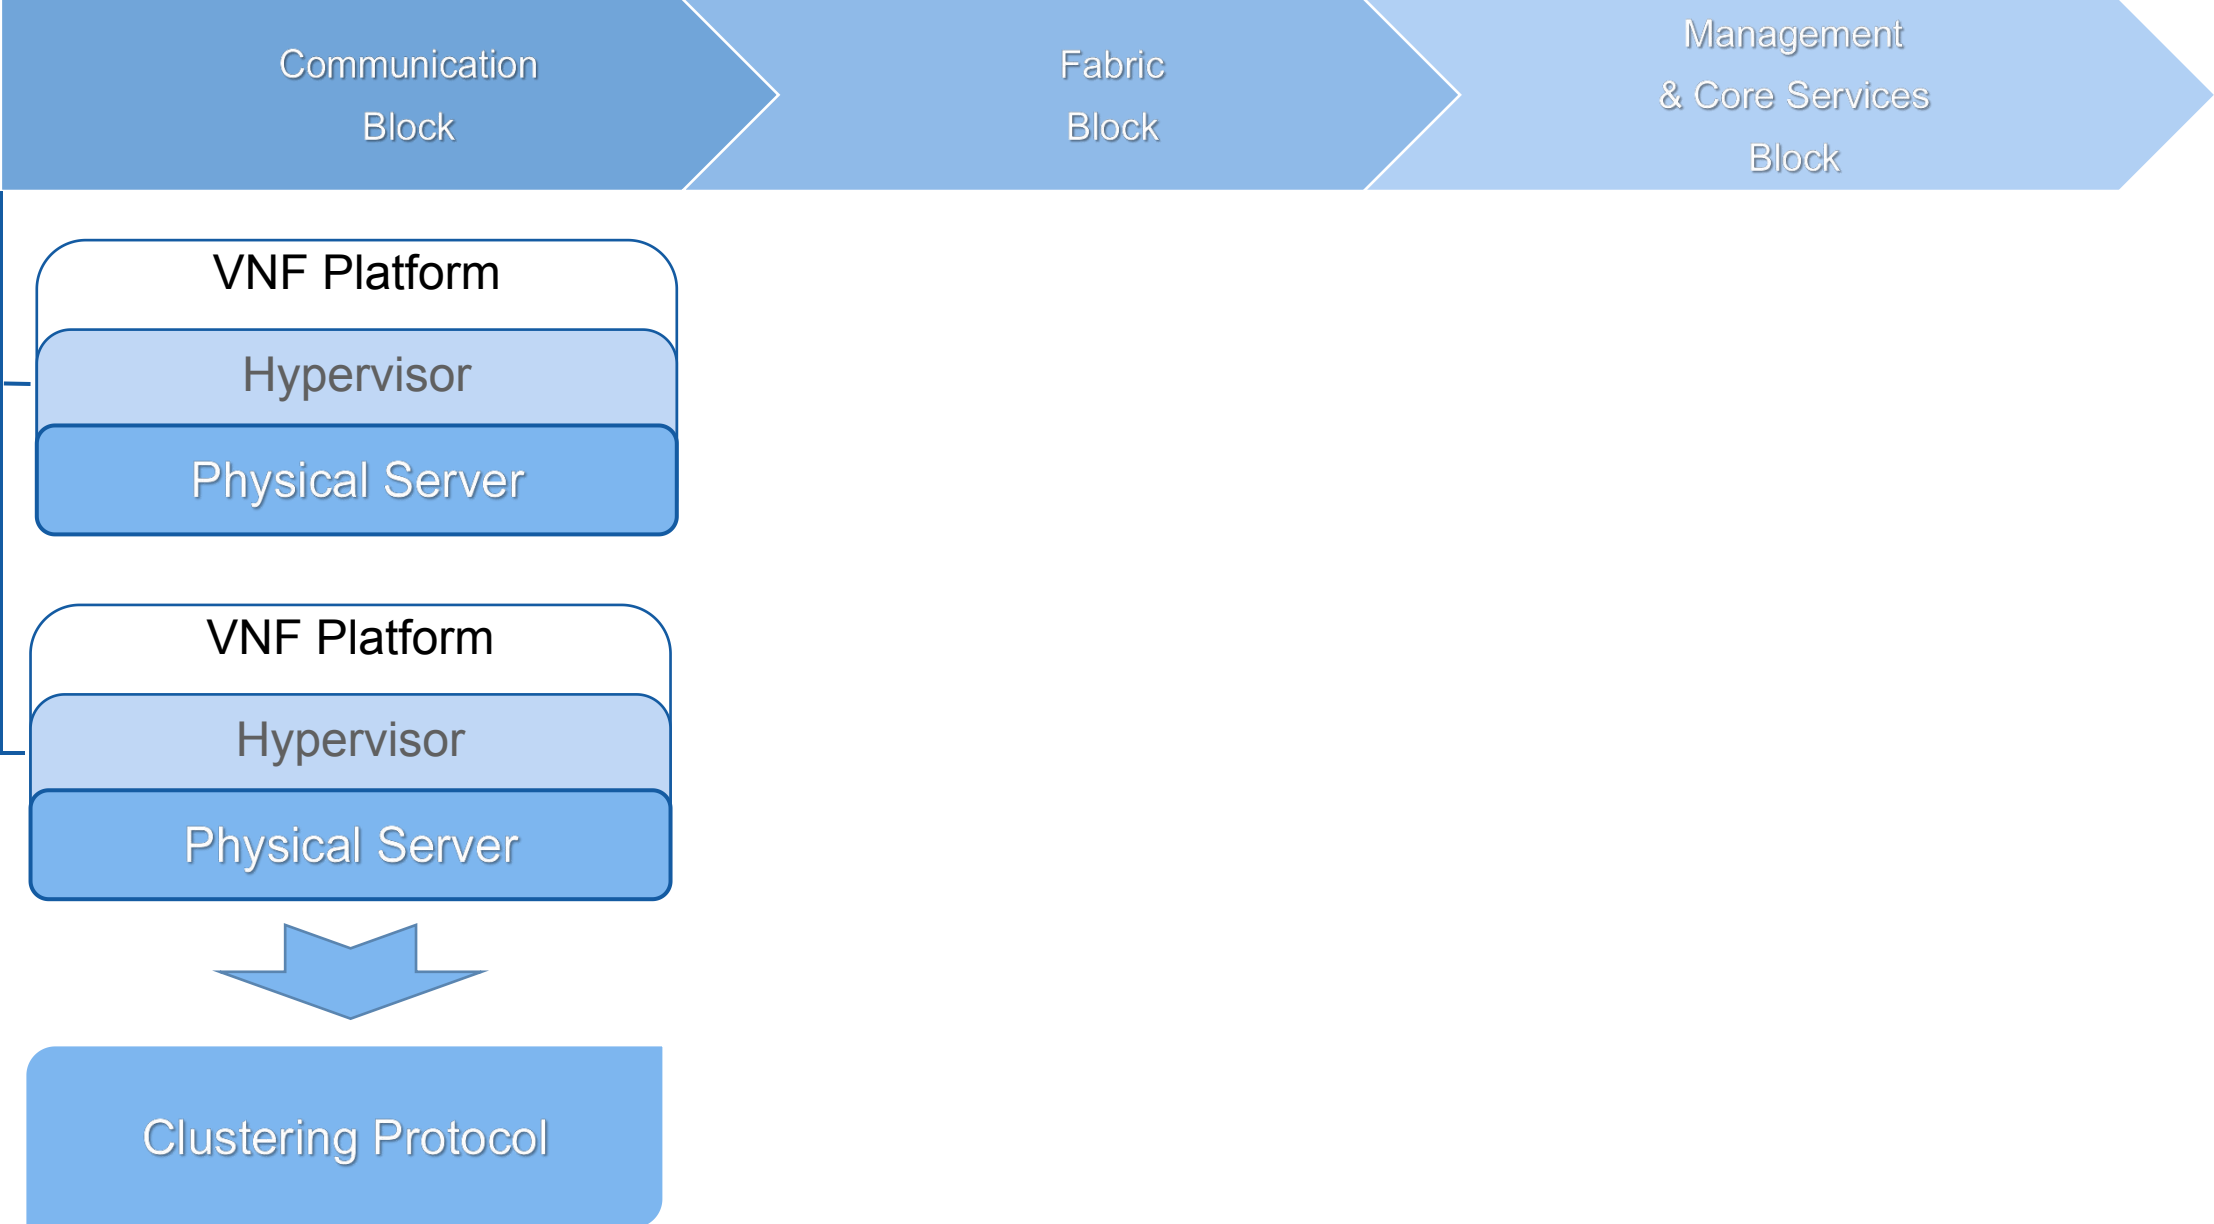 Communication
Block
Fabric
Block
Management
& Core Services
Block
VNF Platform
Hypervisor
Physical Server
VNF Platform
Hypervisor
Physical Server
Clustering Protocol